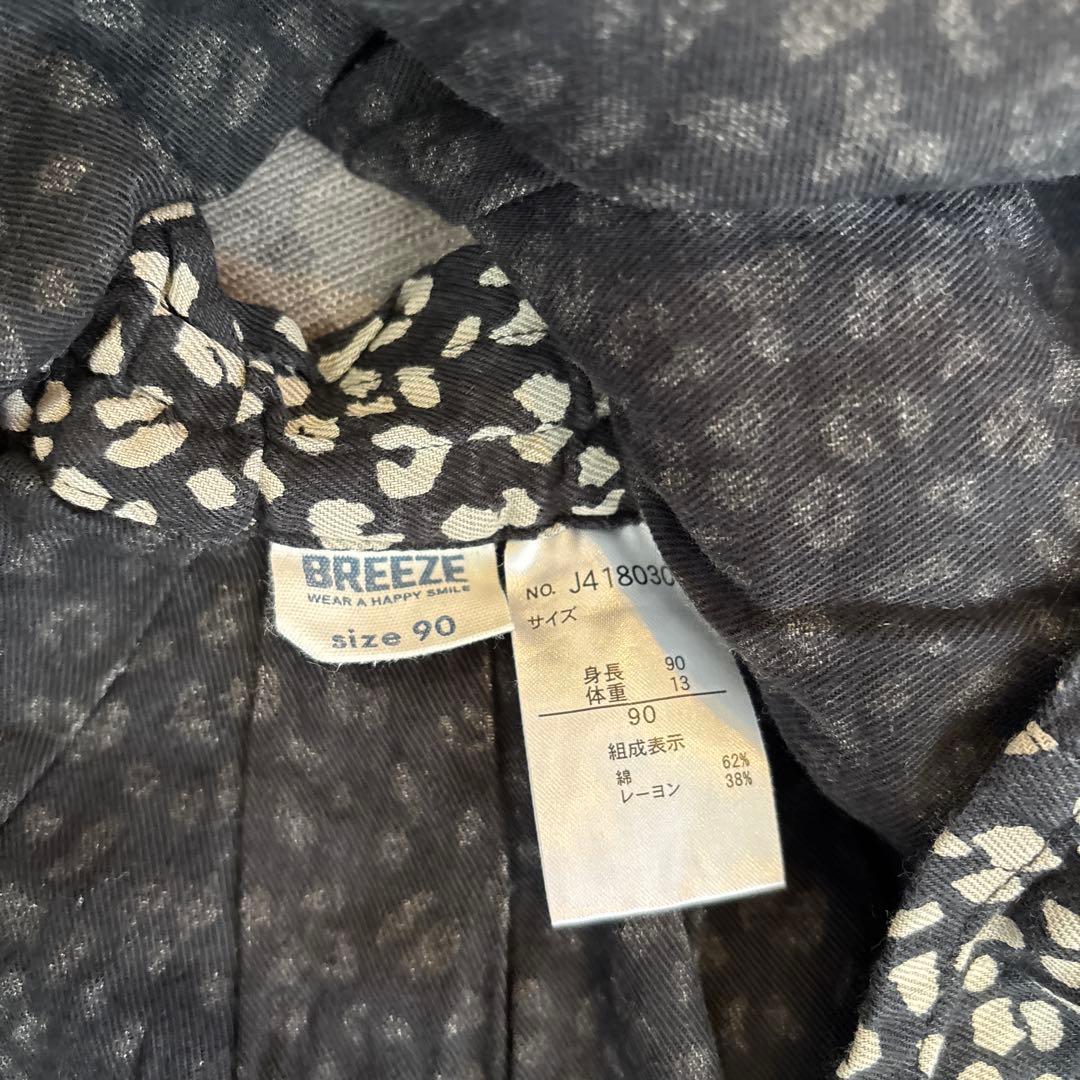 BREEZE
WEAR A HAPPY SMILE
size 90
NO. J418030
サイズ
身長 90
体重 13
90
組成表示
綿 62%
レーヨン 38%